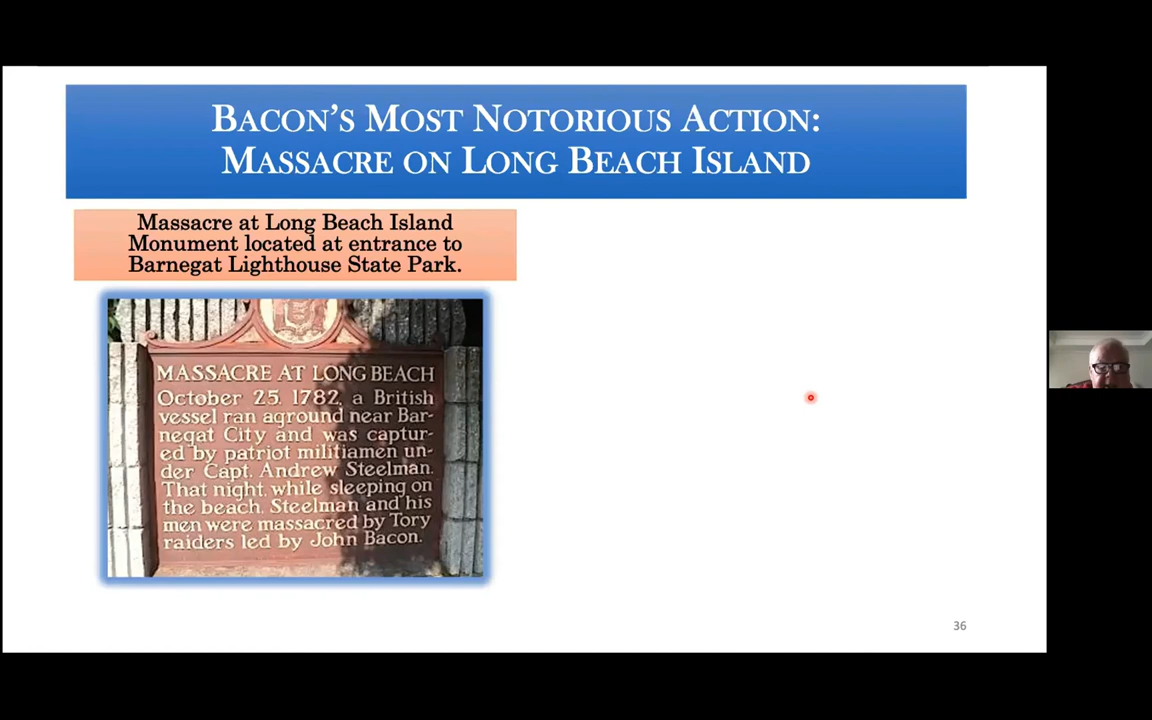 BACON'S MOST NOTORIOUS ACTION:
MASSACRE ON LONG BEACH ISLAND
Massacre at Long Beach Island
Monument located at entrance to
Barnegat Lighthouse State Park.
MASSACRE AT LONG BEACH
October 25, 1782, a British
vessel ran aground near Bar-
negat City and was captur-
ed by patriot militiamen un-
der Capt. Andrew Steelman.
That night, while sleeping on
the beach, Steelman and his
men were massacred by Tory
raiders led by John Bacon.
36